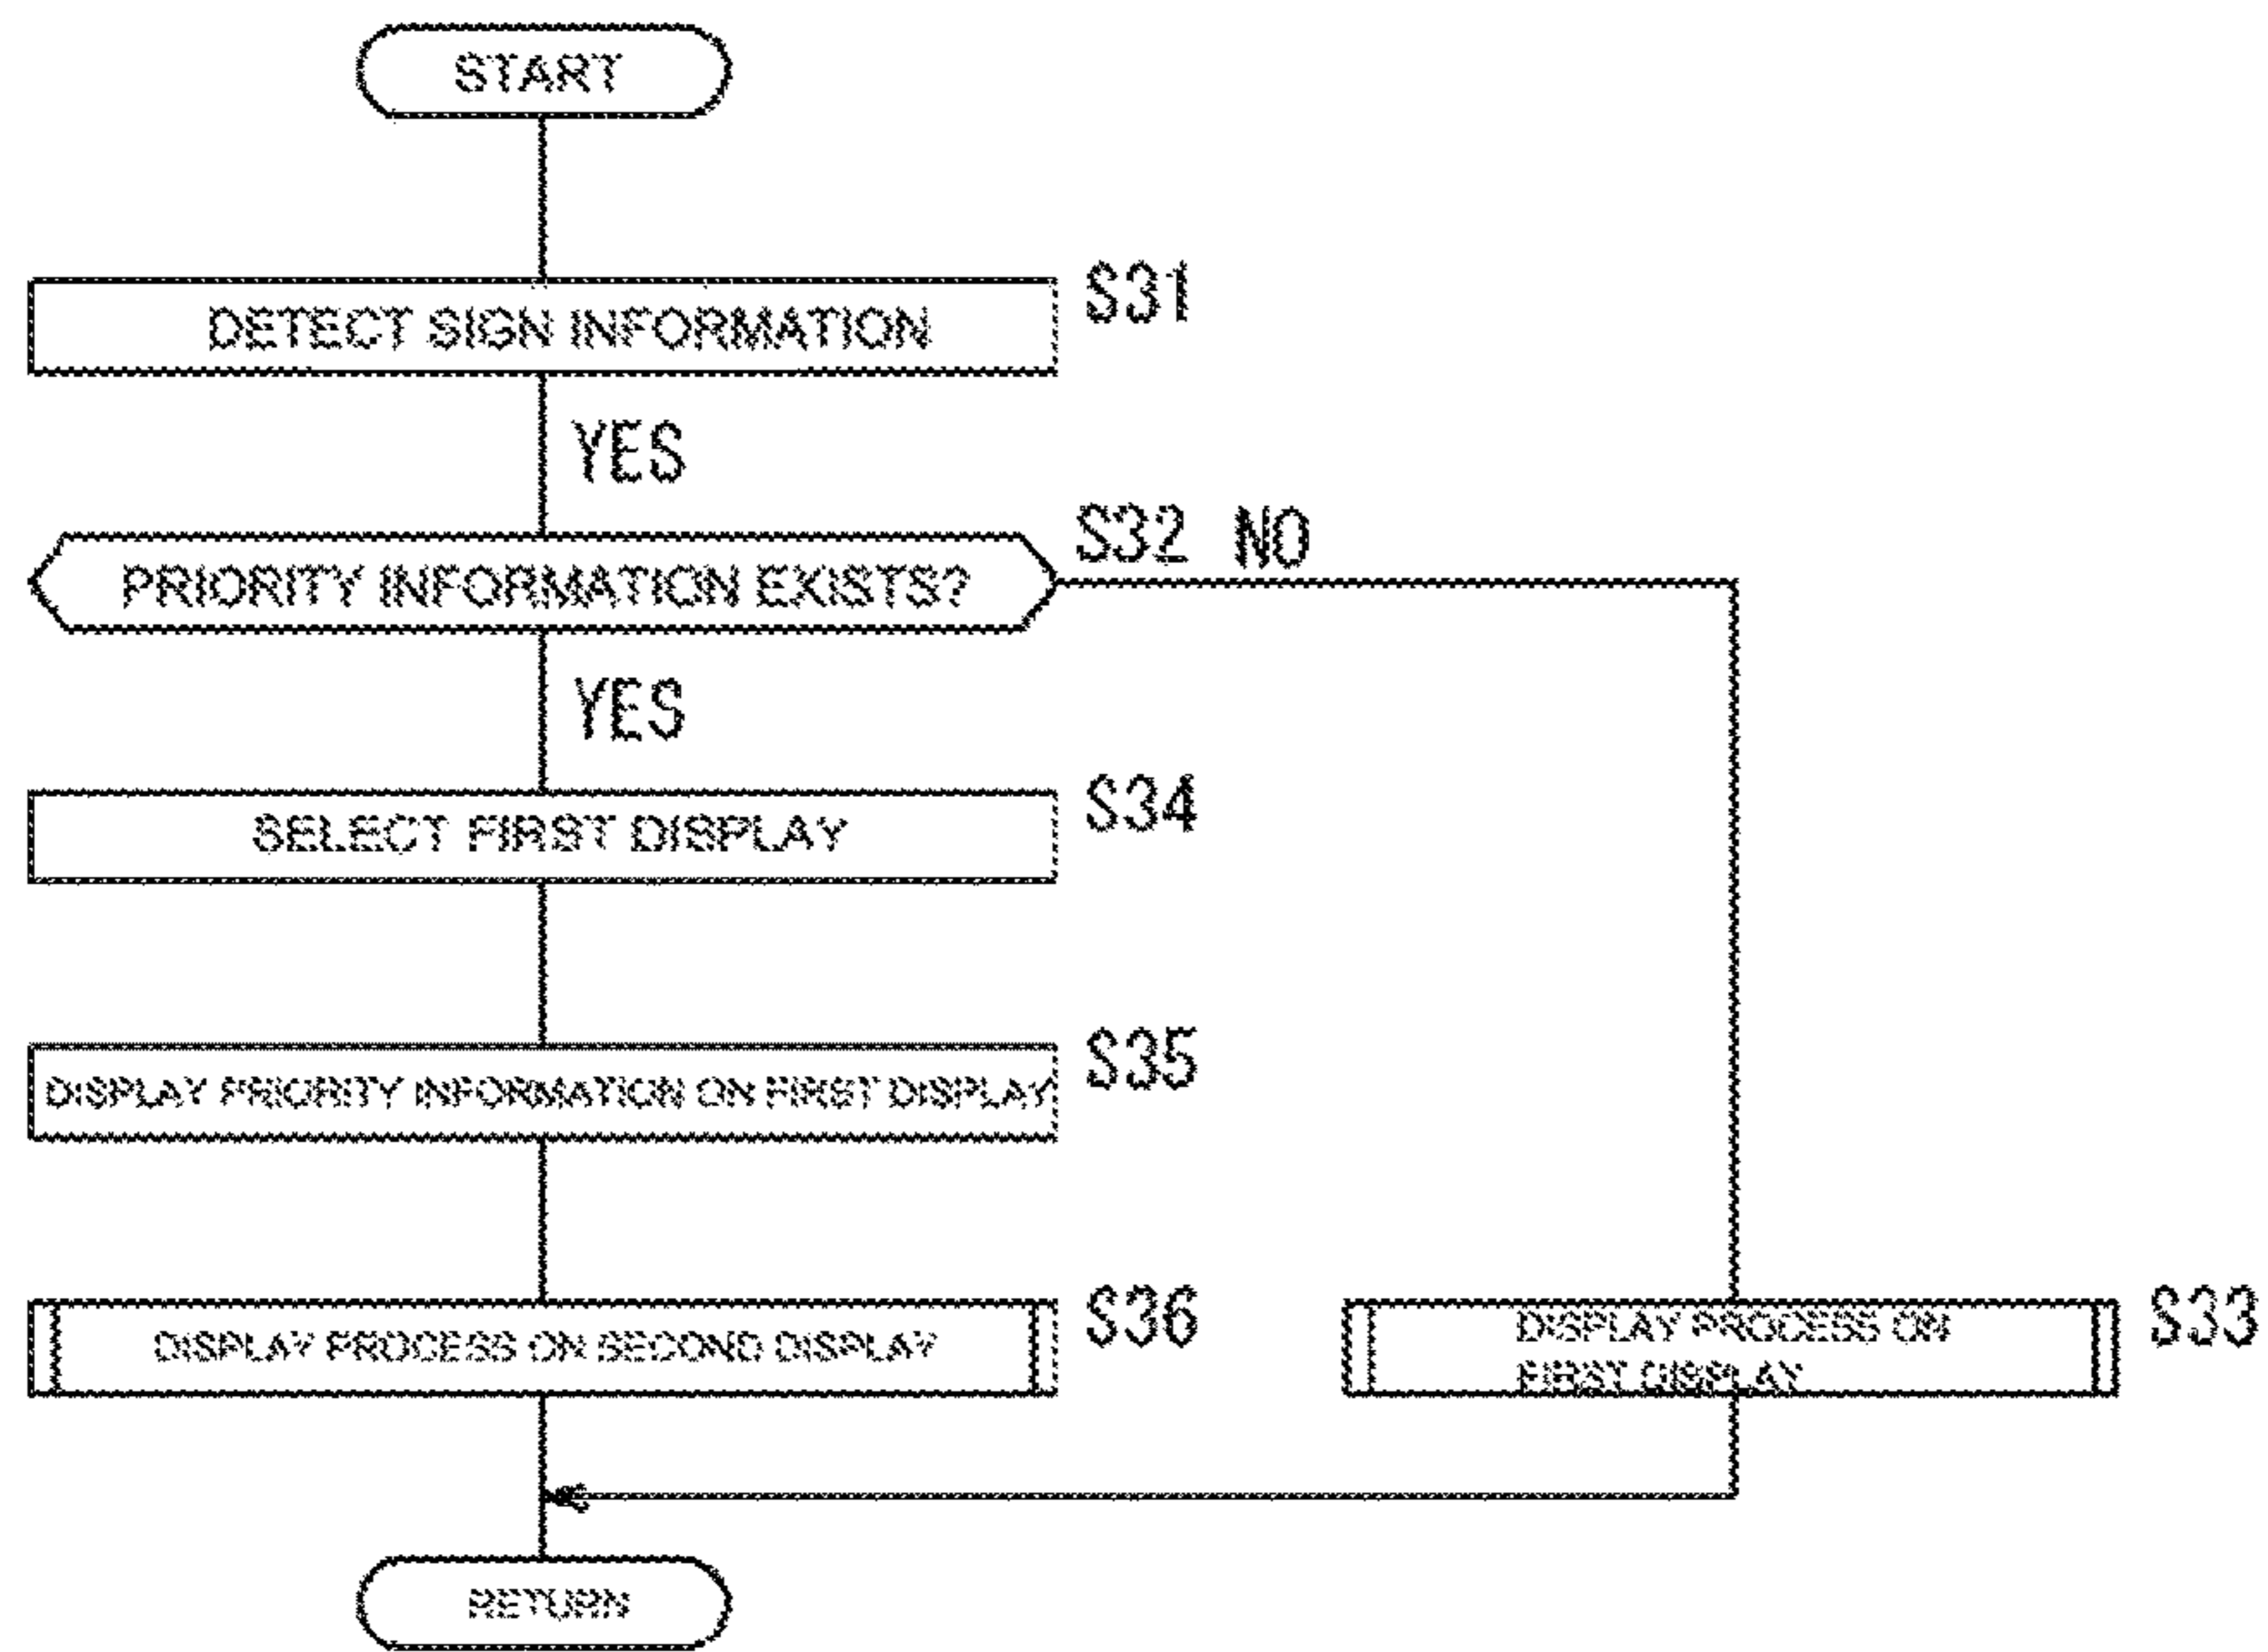 START
DETECT SIGN INFORMATION
S31
YES
PRIORITY INFORMATION EXISTS?
S32 NO
YES
SELECT FIRST DISPLAY
S34
DISPLAY PRIORITY INFORMATION ON FIRST DISPLAY
S35
DISPLAY PROCESS ON SECOND DISPLAY
S36
DISPLAY PROCESS ON
FIRST DISPLAY
S33
RETURN